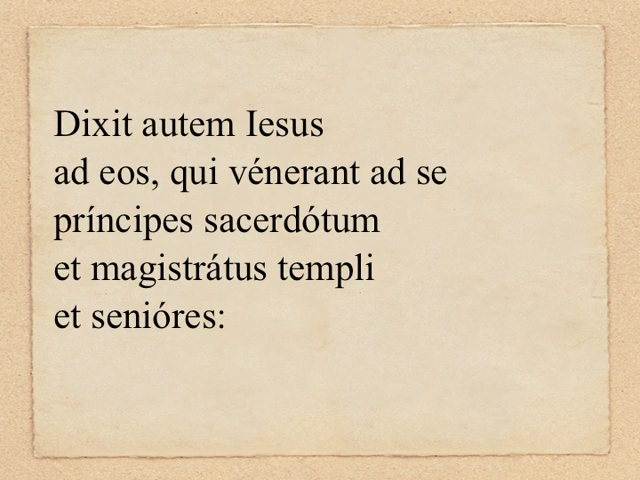 Dixit autem Iesus
ad eos, qui vénerant ad se
príncipes sacerdótum
et magistrátus templi
et senióres: